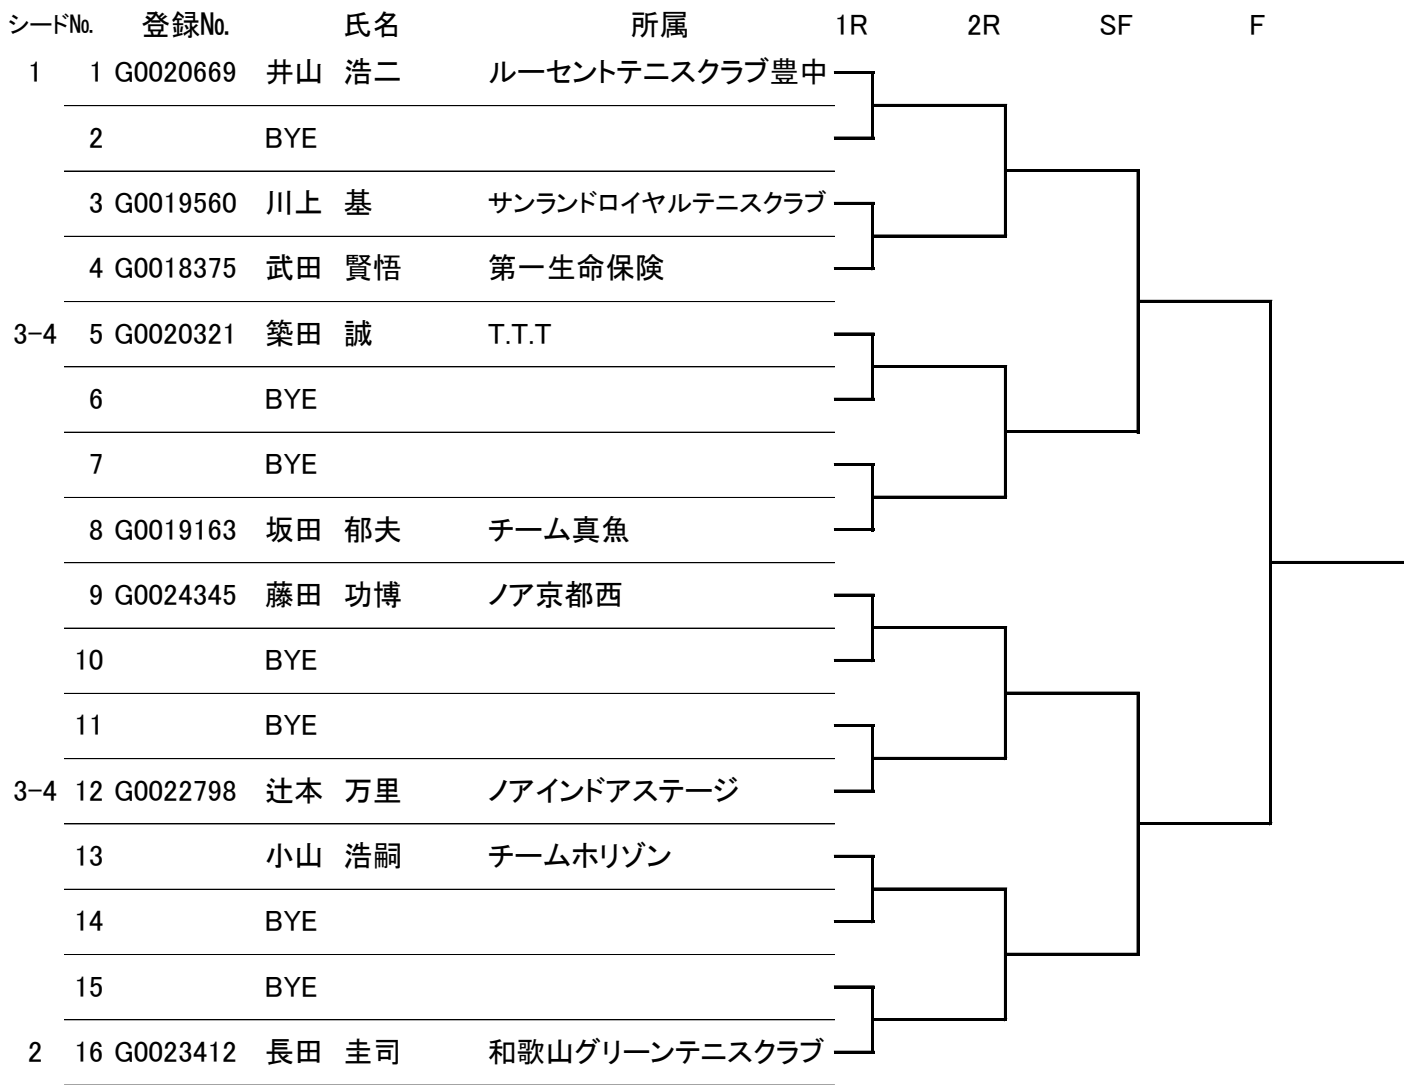 シードNo. 登録No. 氏名 所属 1R 2R SF F
1 1 G0020669 井山 浩二 ルーセントテニスクラブ豊中
2 BYE
3 G0019560 川上 基 サンランドロイヤルテニスクラブ
4 G0018375 武田 賢悟 第一生命保険
3-4 5 G0020321 築田 誠 T.T.T
6 BYE
7 BYE
8 G0019163 坂田 郁夫 チーム真魚
9 G0024345 藤田 功博 ノア京都西
10 BYE
11 BYE
3-4 12 G0022798 辻本 万里 ノアインドアステージ
13 小山 浩嗣 チームホリゾン
14 BYE
15 BYE
2 16 G0023412 長田 圭司 和歌山グリーンテニスクラブ